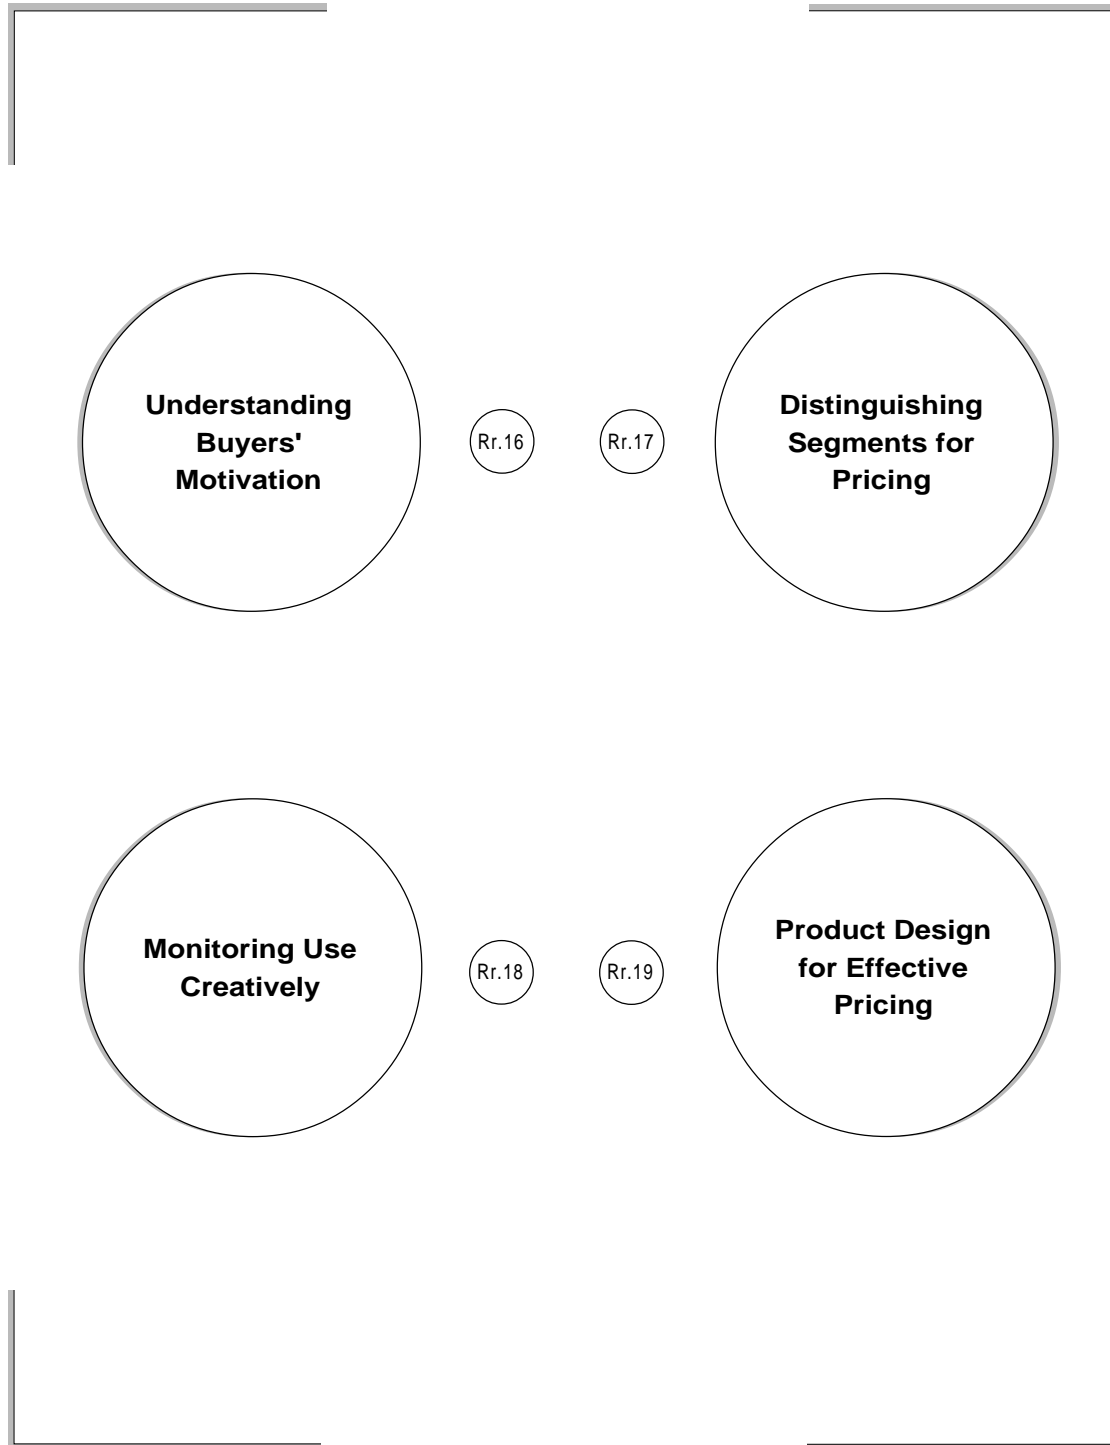 Understanding
Buyers'
Motivation
Rr.16
Rr.17
Distinguishing
Segments for
Pricing
Monitoring Use
Creatively
Rr.18
Rr.19
Product Design
for Effective
Pricing